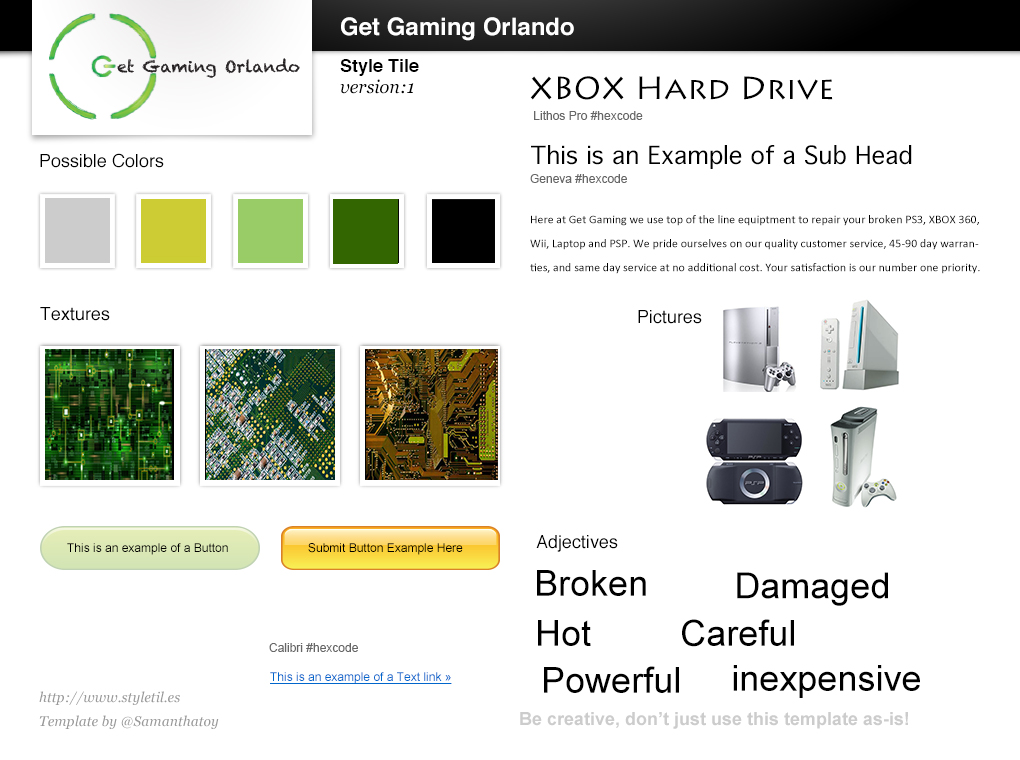 Get Gaming Orlando
Get Gaming Orlando
Style Tile
version:1
Possible Colors
Textures
This is an example of a Button
Submit Button Example Here
Calibri #hexcode
This is an example of a Text link »
http://www.styletil.es
Template by @Samanthatoy
XBOX HARD DRIVE
Lithos Pro #hexcode
This is an Example of a Sub Head
Geneva #hexcode
Here at Get Gaming we use top of the line equiptment to repair your broken PS3, XBOX 360,
Wii, Laptop and PSP. We pride ourselves on our quality customer service, 45-90 day warran-
ties, and same day service at no additional cost. Your satisfaction is our number one priority.
Pictures
PLAYSTATION 3
PSP
Adjectives
Broken
Damaged
Hot
Careful
Powerful
inexpensive
Be creative, don't just use this template as-is!